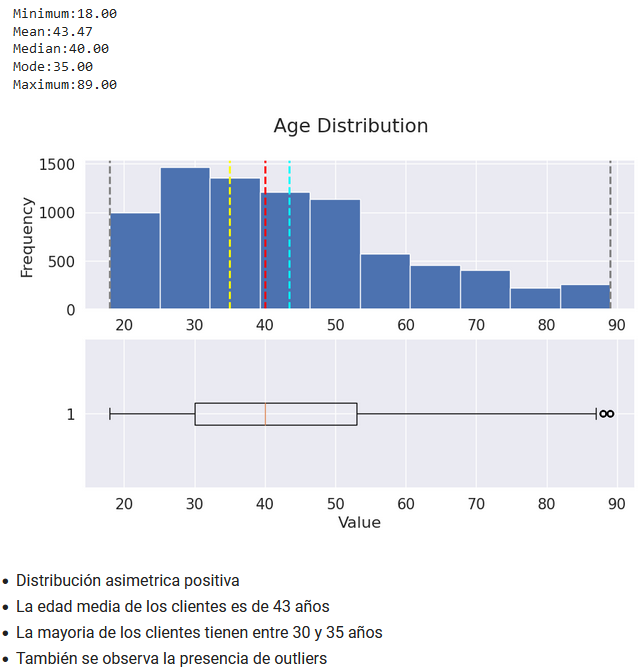 Minimum:18.00
Mean:43.47
Median:40.00
Mode:35.00
Maximum:89.00
Age Distribution
1500
1000
500
0
Frequency
20 30 40 50 60 70 80 90
1
20 30 40 50 60 70 80 90
Value
• Distribución asimetrica positiva
• La edad media de los clientes es de 43 años
• La mayoria de los clientes tienen entre 30 y 35 años
• También se observa la presencia de outliers